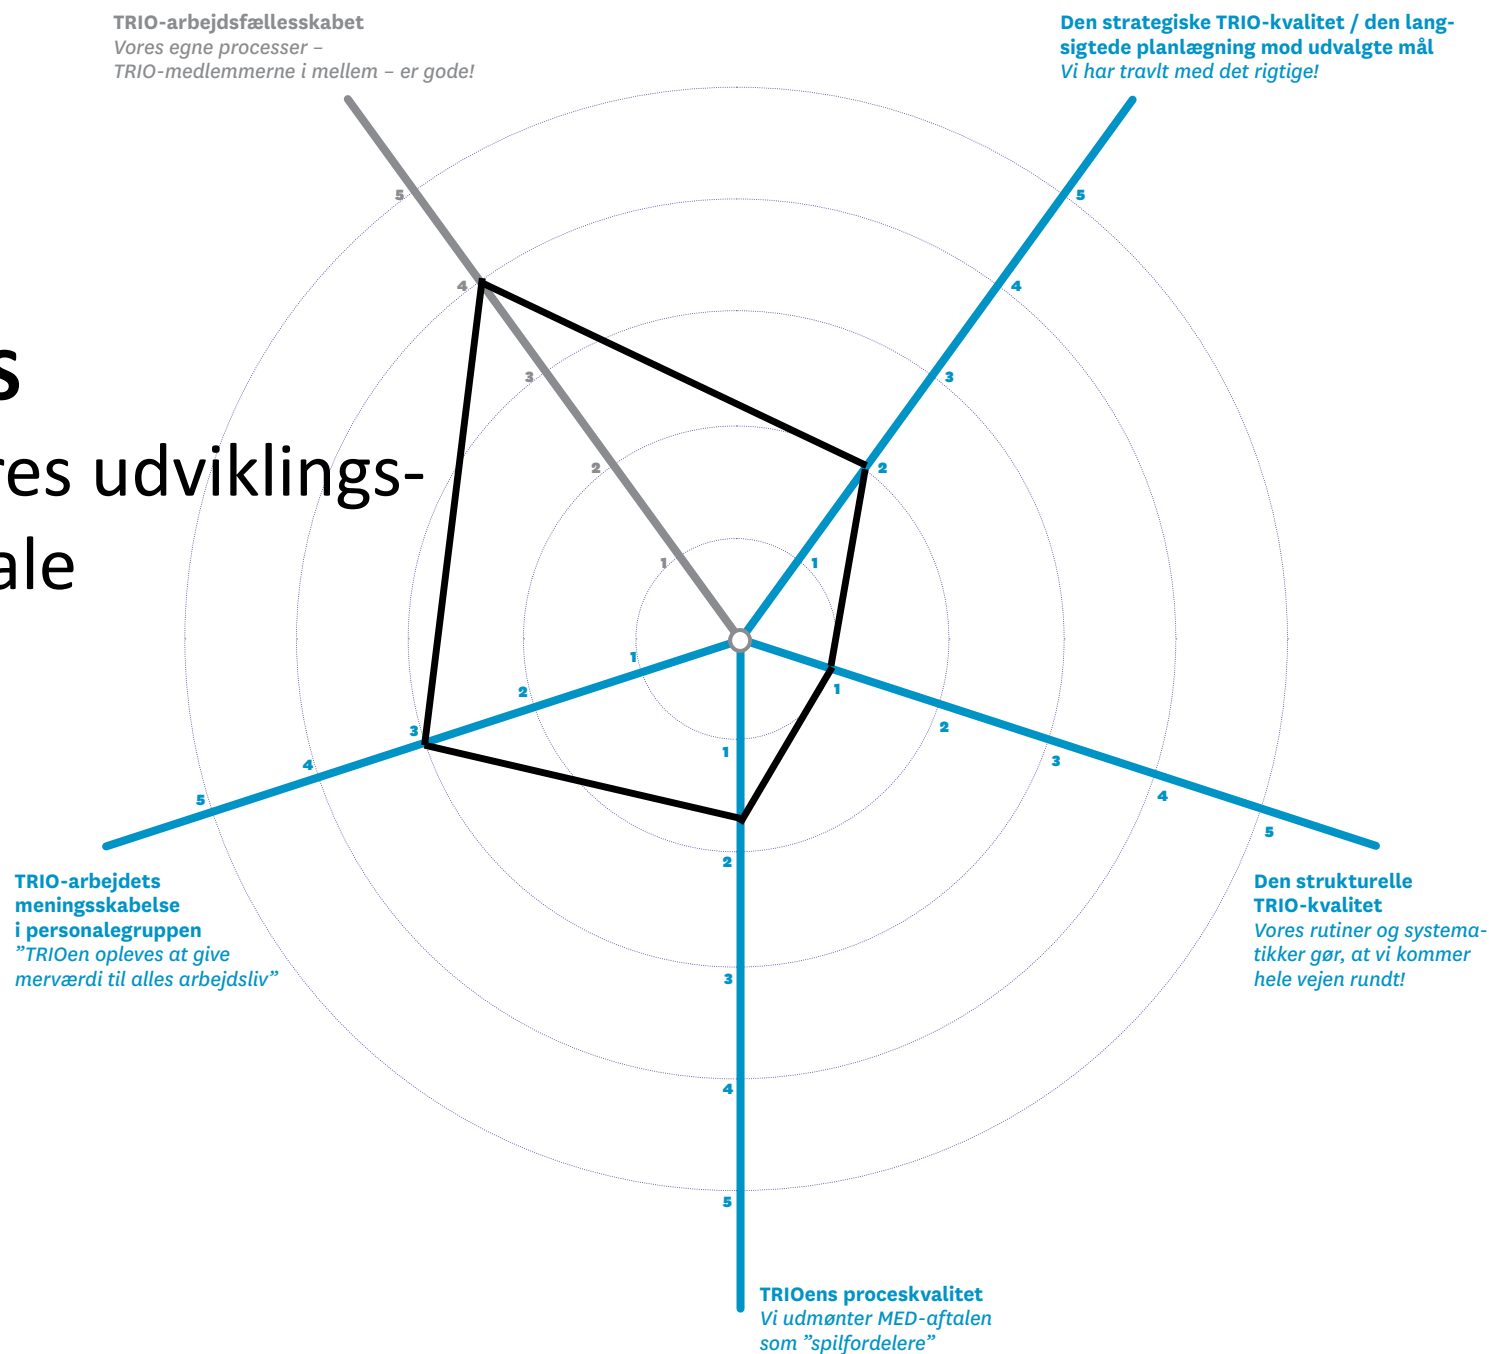 TRIO-arbejdsfællesskabet
Vores egne processer –
TRIO-medlemmerne i mellem – er gode!
Den strategiske TRIO-kvalitet / den lang-
sigtede planlægning mod udvalgte mål
Vi har travlt med det rigtige!
5
4
3
2
1
5
4
3
2
1
s
res udviklings-
ale
1
2
3
4
5
1
2
3
4
5
1
2
3
4
5
TRIO-arbejdets
meningsskabelse
i personalegruppen
”TRIOen opleves at give
merværdi til alles arbejdsliv”
Den strukturelle
TRIO-kvalitet
Vores rutiner og systema-
tikker gør, at vi kommer
hele vejen rundt!
TRIOens proceskvalitet
Vi udmønter MED-aftalen
som ”spilfordelere”